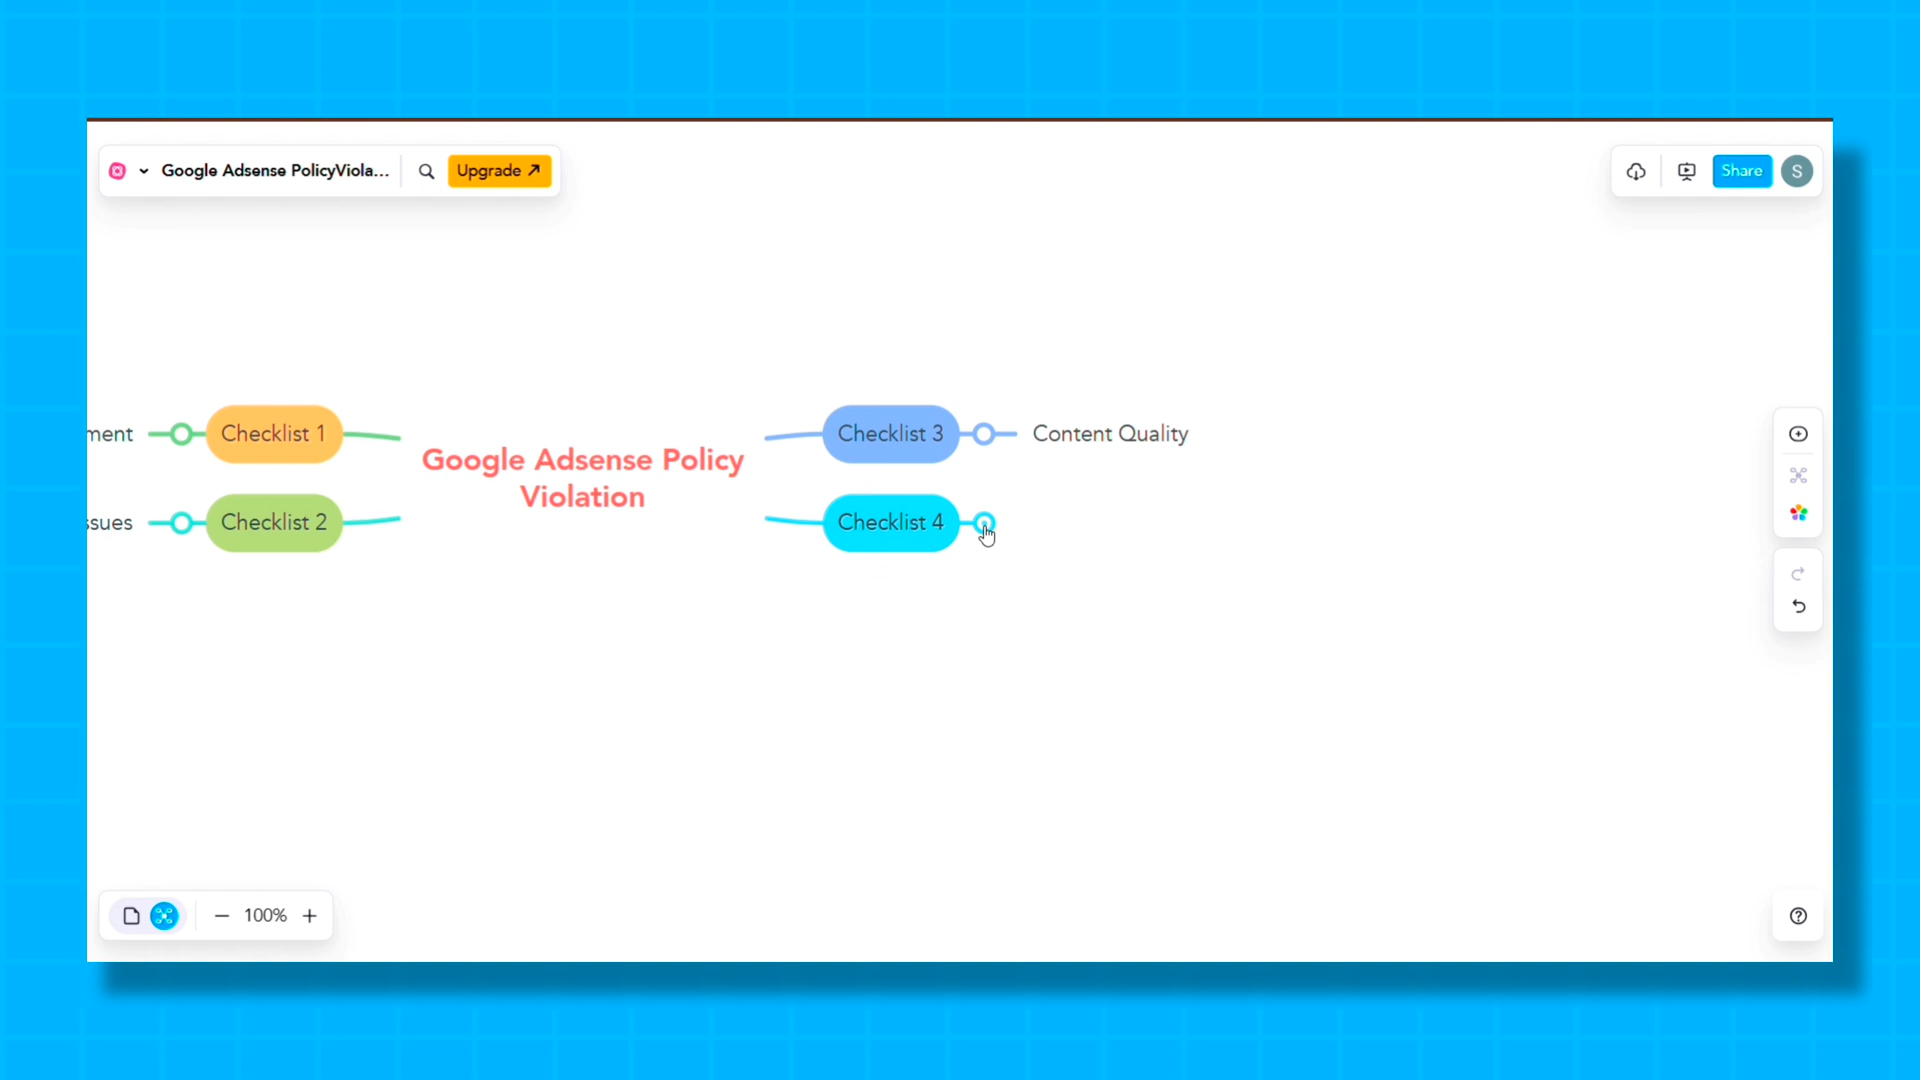 Google Adsense PolicyViola...
Upgrade
Share
S
ment
Checklist 1
Google Adsense Policy
Violation
Checklist 3
Content Quality
ssues
Checklist 2
Checklist 4
100%